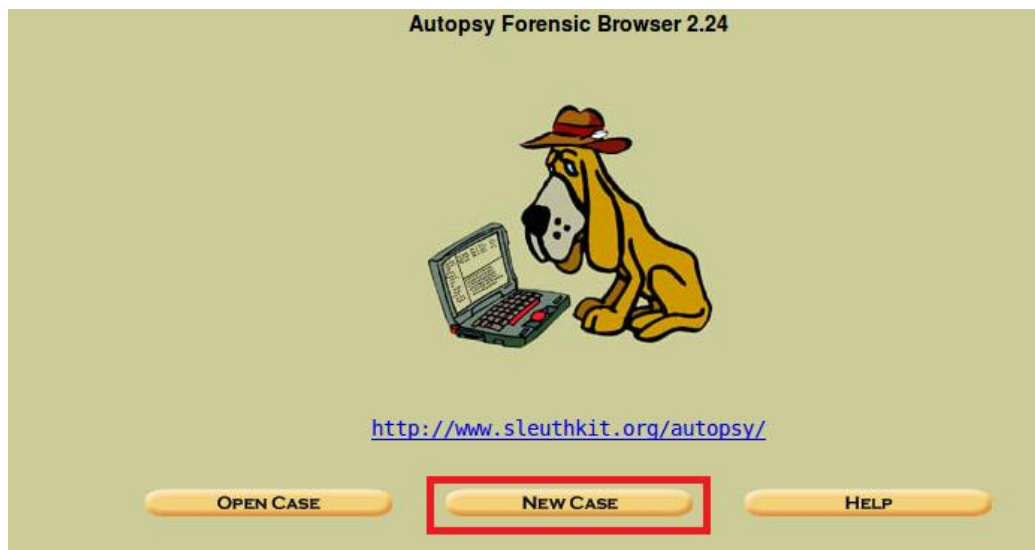 Autopsy Forensic Browser 2.24
http://www.sleuthkit.org/autopsy/
OPEN CASE
NEW CASE
HELP